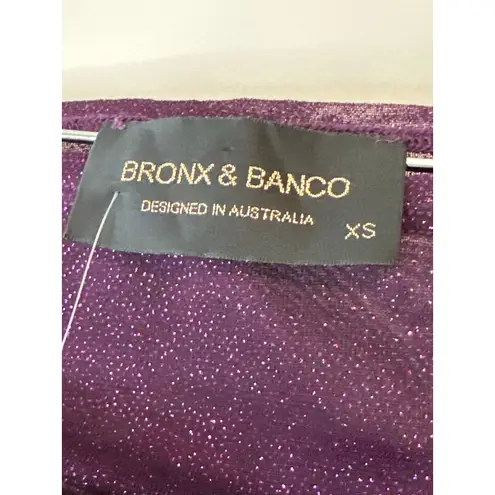 BRONX & BANCO
DESIGNED IN AUSTRALIA
XS